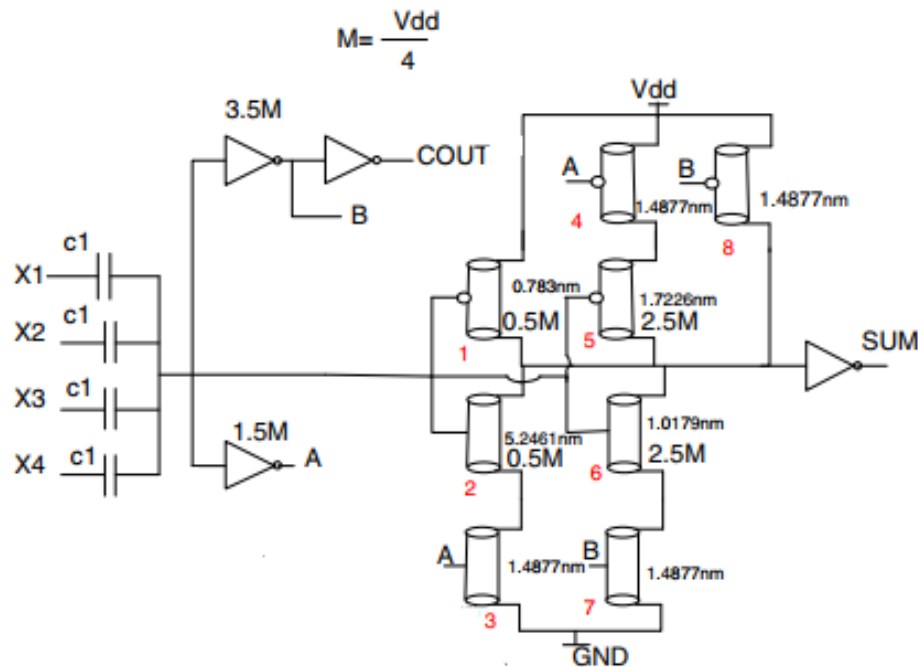 M= Vdd
4
Vdd
3.5M
COUT
B
A
1.4877nm
4
B
1.4877nm
8
c1
X1
c1
X2
c1
X3
c1
X4
0.783nm
0.5M
1
1.7226nm
2.5M
5
SUM
1.5M
A
5.2461nm
0.5M
2
1.0179nm
2.5M
6
A
1.4877nm
3
B
1.4877nm
7
GND